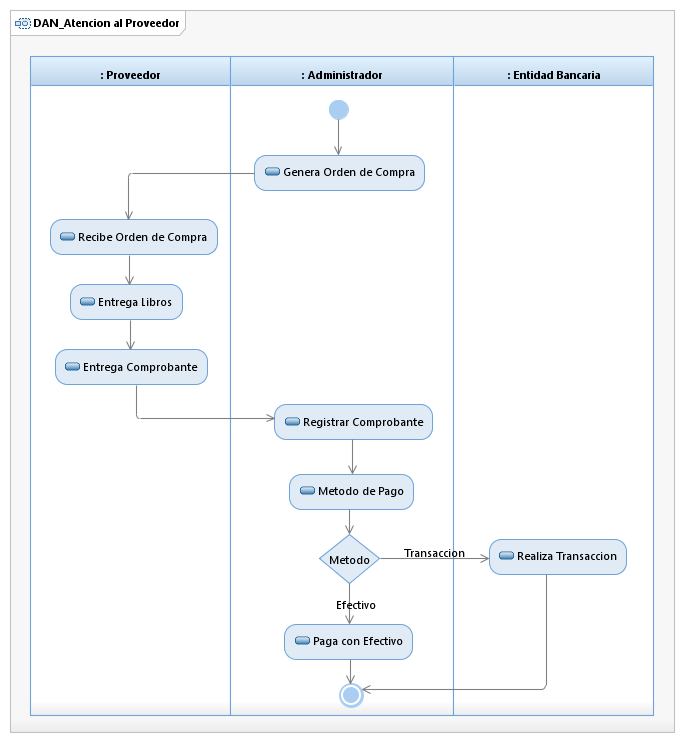 DAN_Atencion al Proveedor
: Proveedor
: Administrador
: Entidad Bancaria
Genera Orden de Compra
Recibe Orden de Compra
Entrega Libros
Entrega Comprobante
Registrar Comprobante
Metodo de Pago
Metodo
Transaccion
Realiza Transaccion
Efectivo
Paga con Efectivo